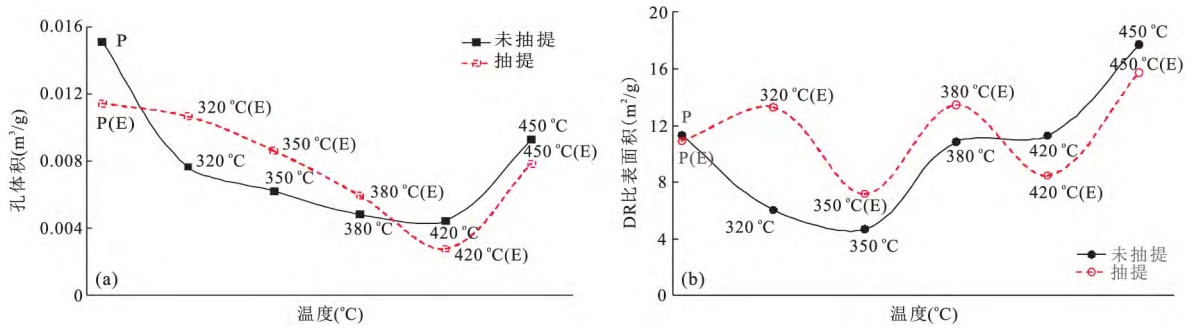 0.016
0.012
0.008
0.004
0
孔体积(m³/g)
P
P(E)
未抽提
抽提
320 °C(E)
320 °C
350 °C(E)
350 °C
380 °C(E)
380 °C
420 °C
420 °C(E)
450 °C
450 °C(E)
(a)
温度(°C)
20
16
12
8
4
0
DR比表面积(m²/g)
P
P(E)
320 °C(E)
320 °C
350 °C(E)
350 °C
380 °C(E)
380 °C
420 °C
420 °C(E)
450 °C
450 °C(E)
未抽提
抽提
(b)
温度(°C)